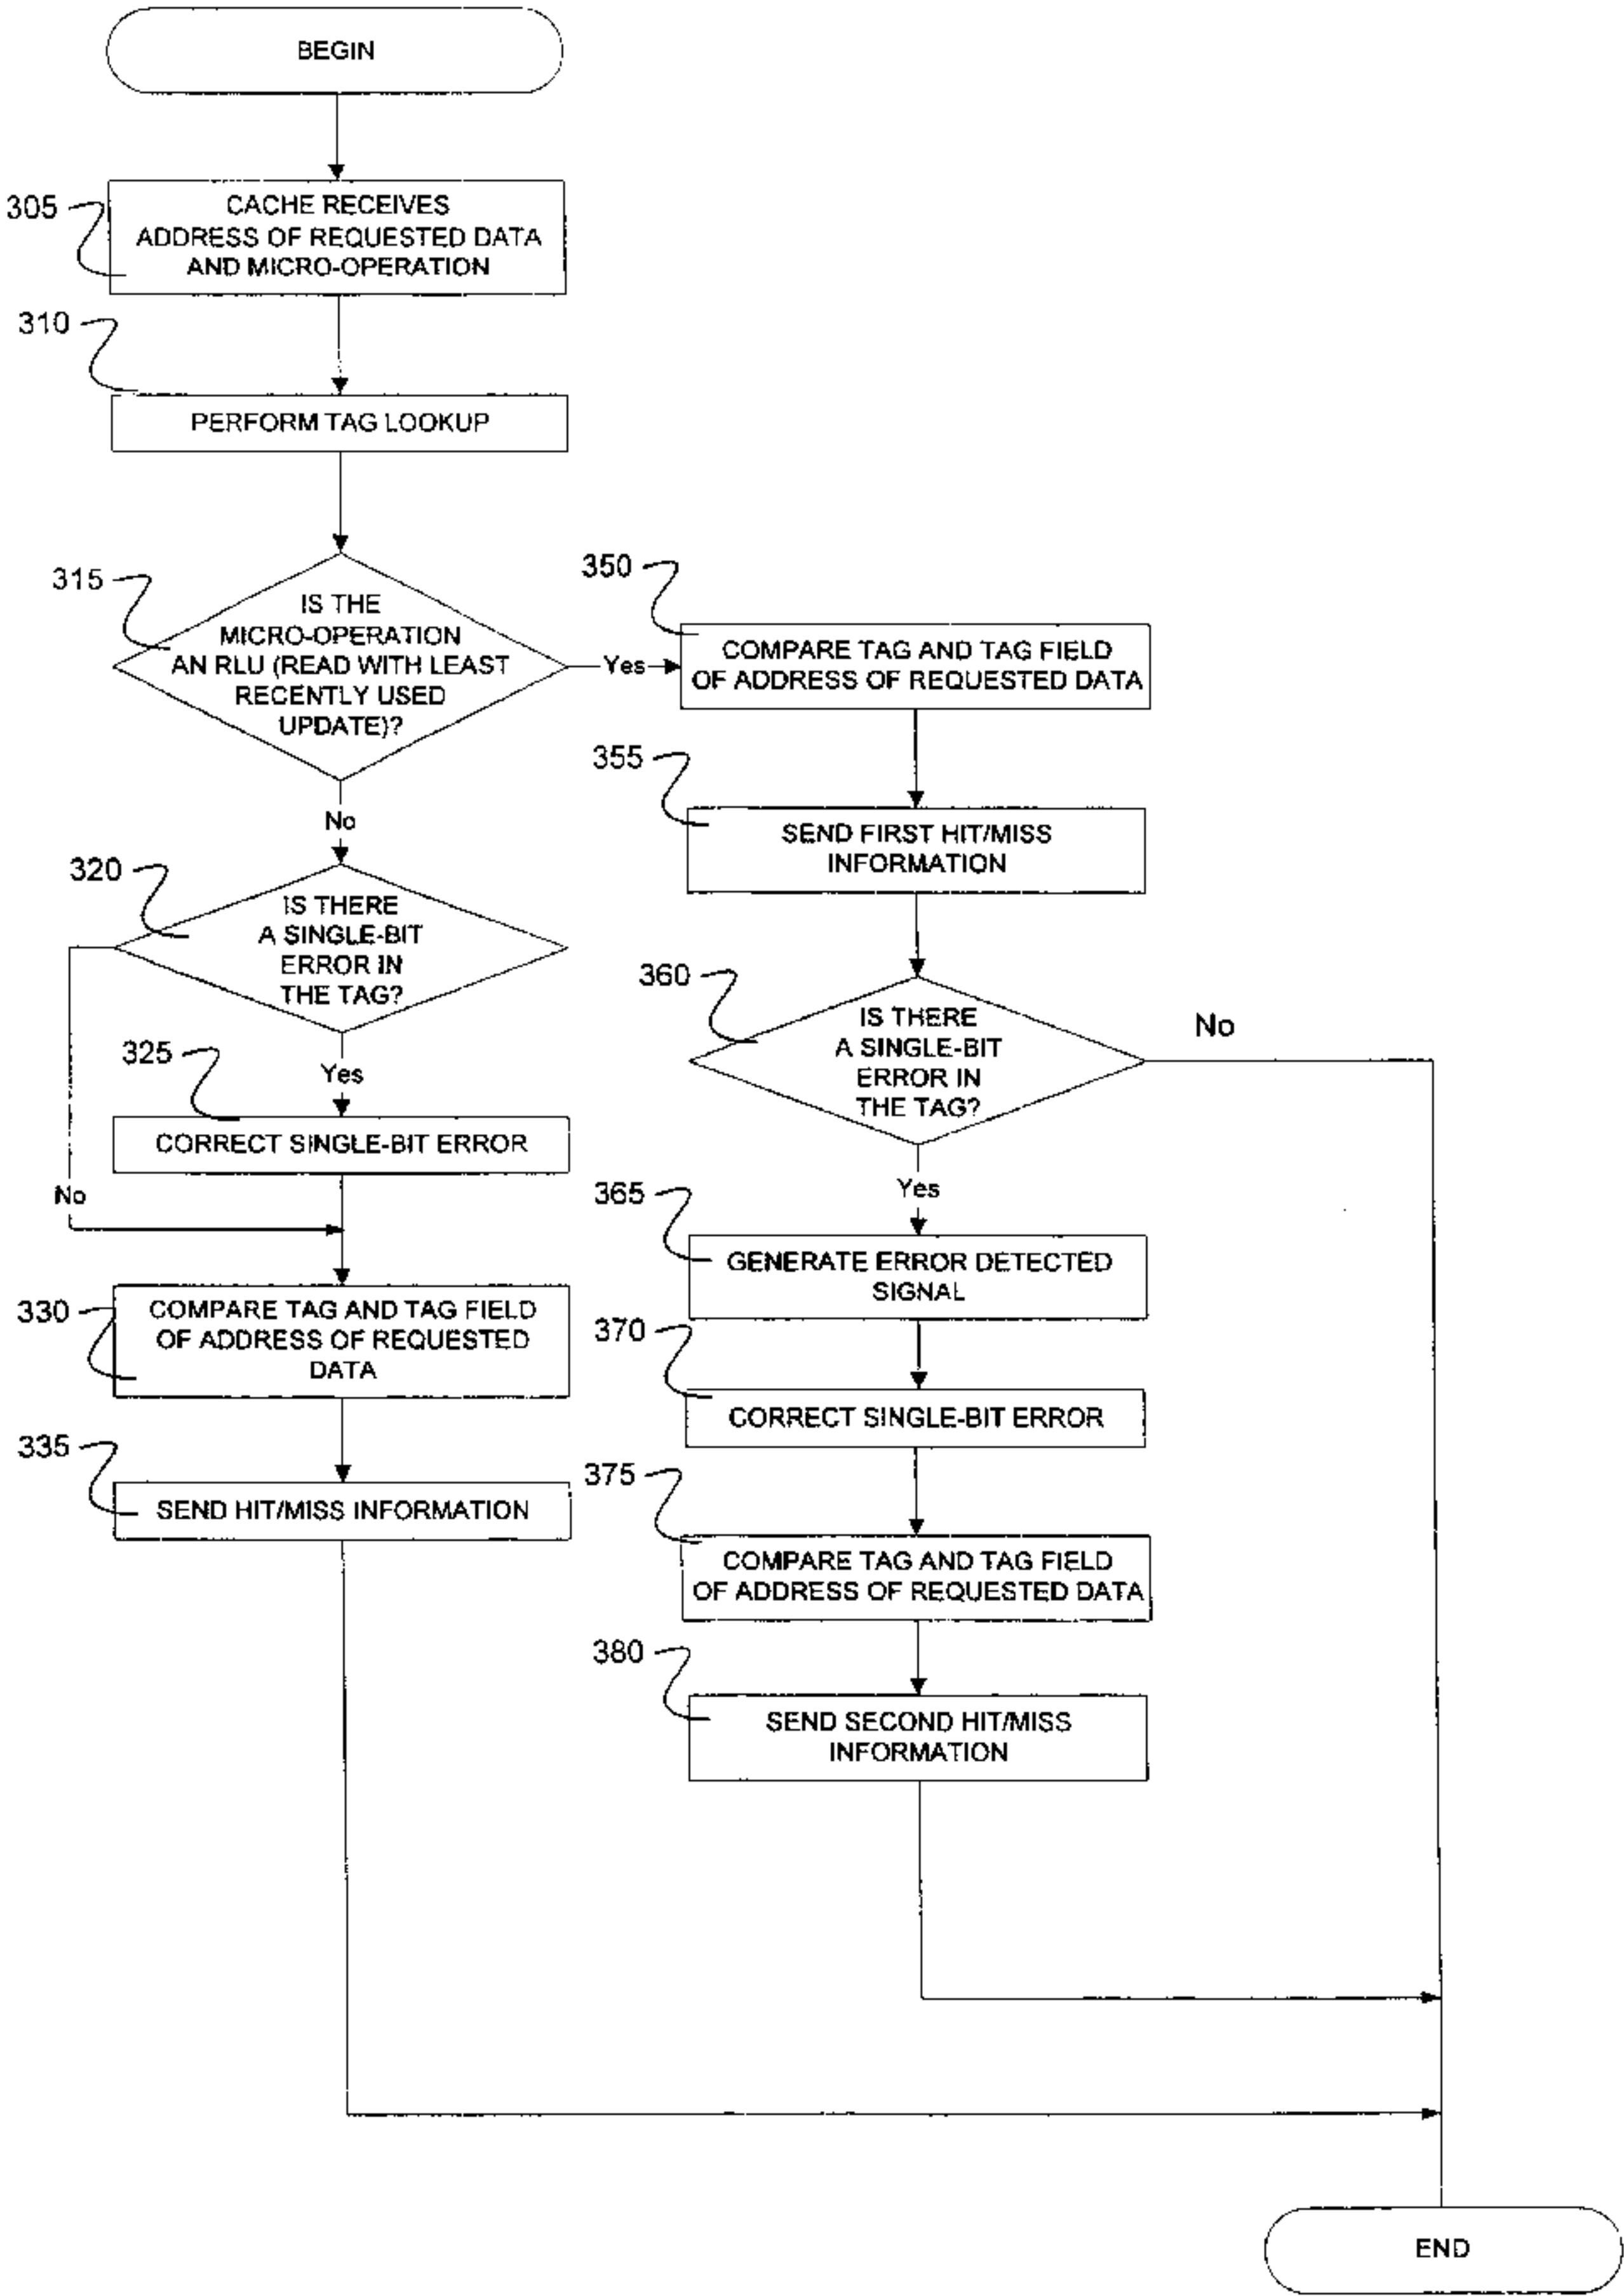 BEGIN
305
CACHE RECEIVES
ADDRESS OF REQUESTED DATA
AND MICRO-OPERATION
310
PERFORM TAG LOOKUP
315
IS THE
MICRO-OPERATION
AN RLU (READ WITH LEAST
RECENTLY USED
UPDATE)?
Yes
No
320
IS THERE
A SINGLE-BIT
ERROR IN
THE TAG?
Yes
No
325
CORRECT SINGLE-BIT ERROR
330
COMPARE TAG AND TAG FIELD
OF ADDRESS OF REQUESTED
DATA
335
SEND HIT/MISS INFORMATION
350
COMPARE TAG AND TAG FIELD
OF ADDRESS OF REQUESTED DATA
355
SEND FIRST HIT/MISS
INFORMATION
360
IS THERE
A SINGLE-BIT
ERROR IN
THE TAG?
No
Yes
365
GENERATE ERROR DETECTED
SIGNAL
370
CORRECT SINGLE-BIT ERROR
375
COMPARE TAG AND TAG FIELD
OF ADDRESS OF REQUESTED DATA
380
SEND SECOND HIT/MISS
INFORMATION
END